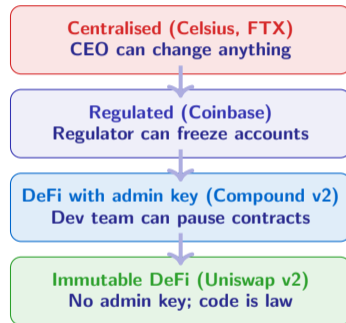 Centralised (Celsius, FTX)
CEO can change anything
Regulated (Coinbase)
Regulator can freeze accounts
DeFi with admin key (Compound v2)
Dev team can pause contracts
Immutable DeFi (Uniswap v2)
No admin key; code is law